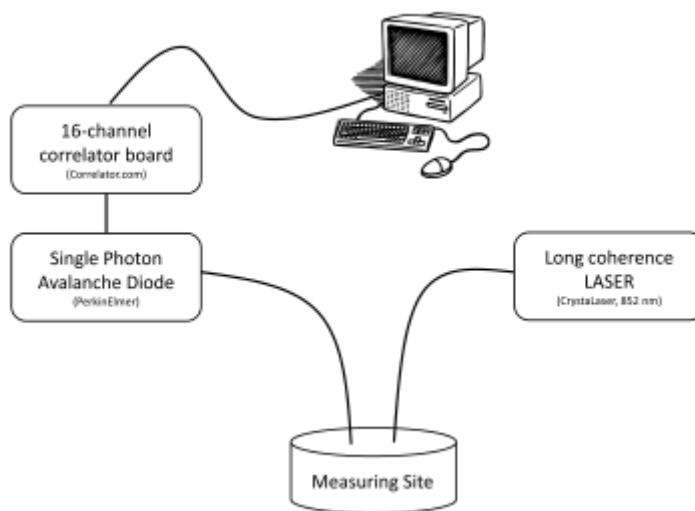 16-channel
correlator board
(Correlator.com)
Single Photon
Avalanche Diode
(PerkinElmer)
Long coherence
LASER
(CrystaLaser, 852 nm)
Measuring Site